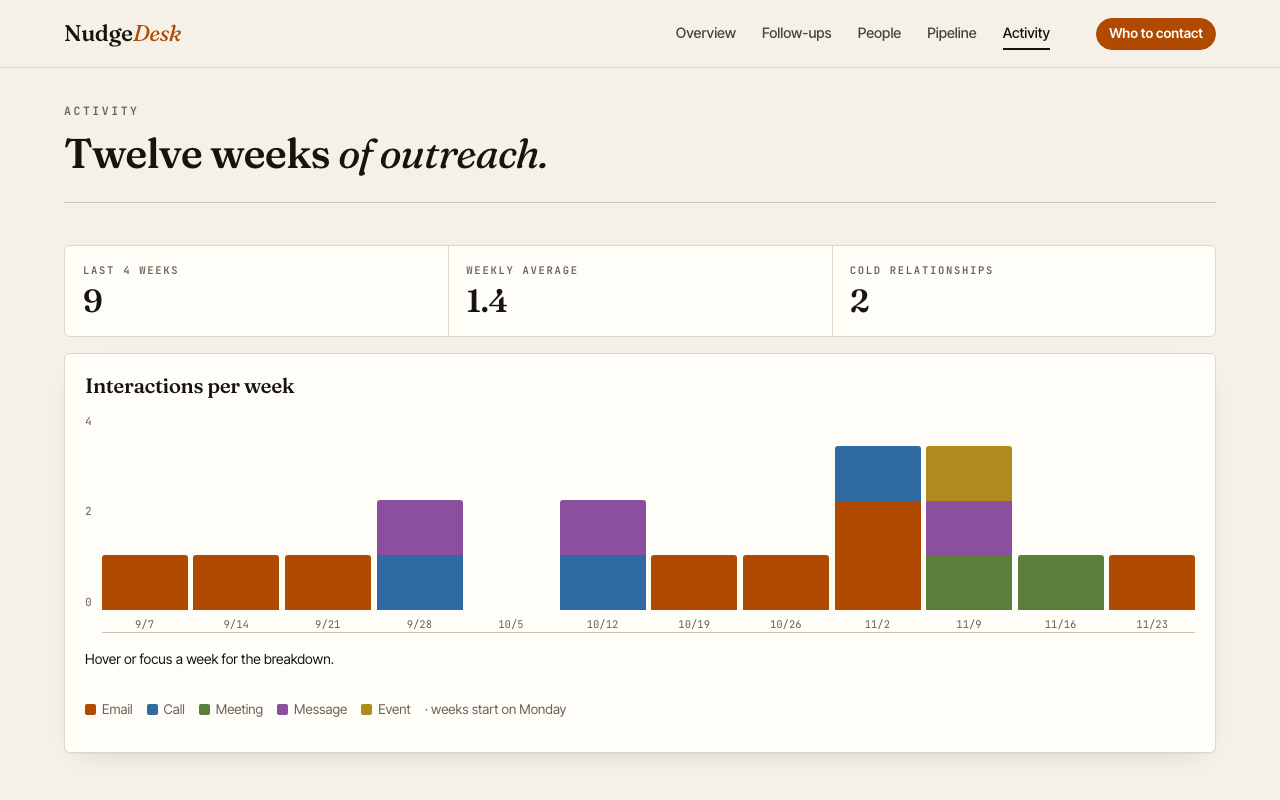 NudgeDesk
Overview Follow-ups People Pipeline Activity Who to contact
ACTIVITY
Twelve weeks of outreach.
LAST 4 WEEKS
9
WEEKLY AVERAGE
1.4
COLD RELATIONSHIPS
2
Interactions per week
4
2
0
9/7 9/14 9/21 9/28 10/5 10/12 10/19 10/26 11/2 11/9 11/16 11/23
Hover or focus a week for the breakdown.
Email Call Meeting Message Event · weeks start on Monday